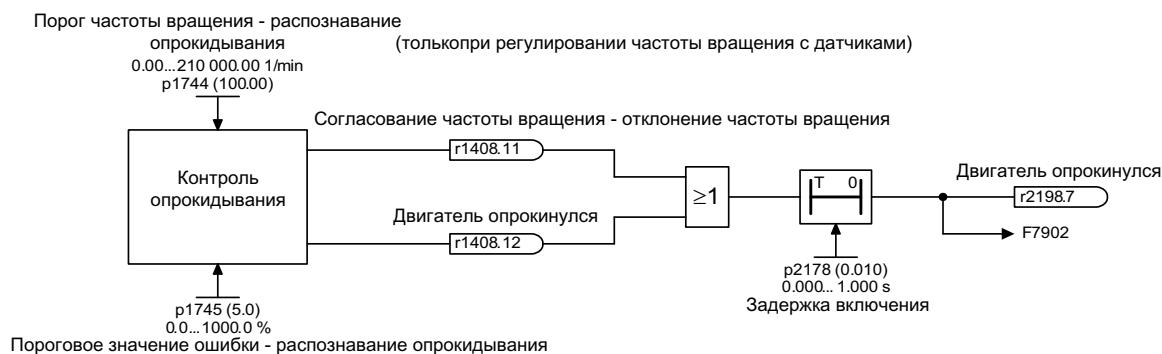 Порог частоты вращения - распознавание
опрокидывания
(толькопри регулировании частоты вращения с датчиками)
0.00...210 000.00 1/min
p1744 (100.00)
Согласование частоты вращения - отклонение частоты вращения
r1408.11
Контроль
опрокидывания
≥1
T 0
Двигатель опрокинулся
r2198.7
Двигатель опрокинулся
r1408.12
F7902
p2178 (0.010)
0.000... 1.000 s
Задержка включения
p1745 (5.0)
0.0...1000.0 %
Пороговое значение ошибки - распознавание опрокидывания